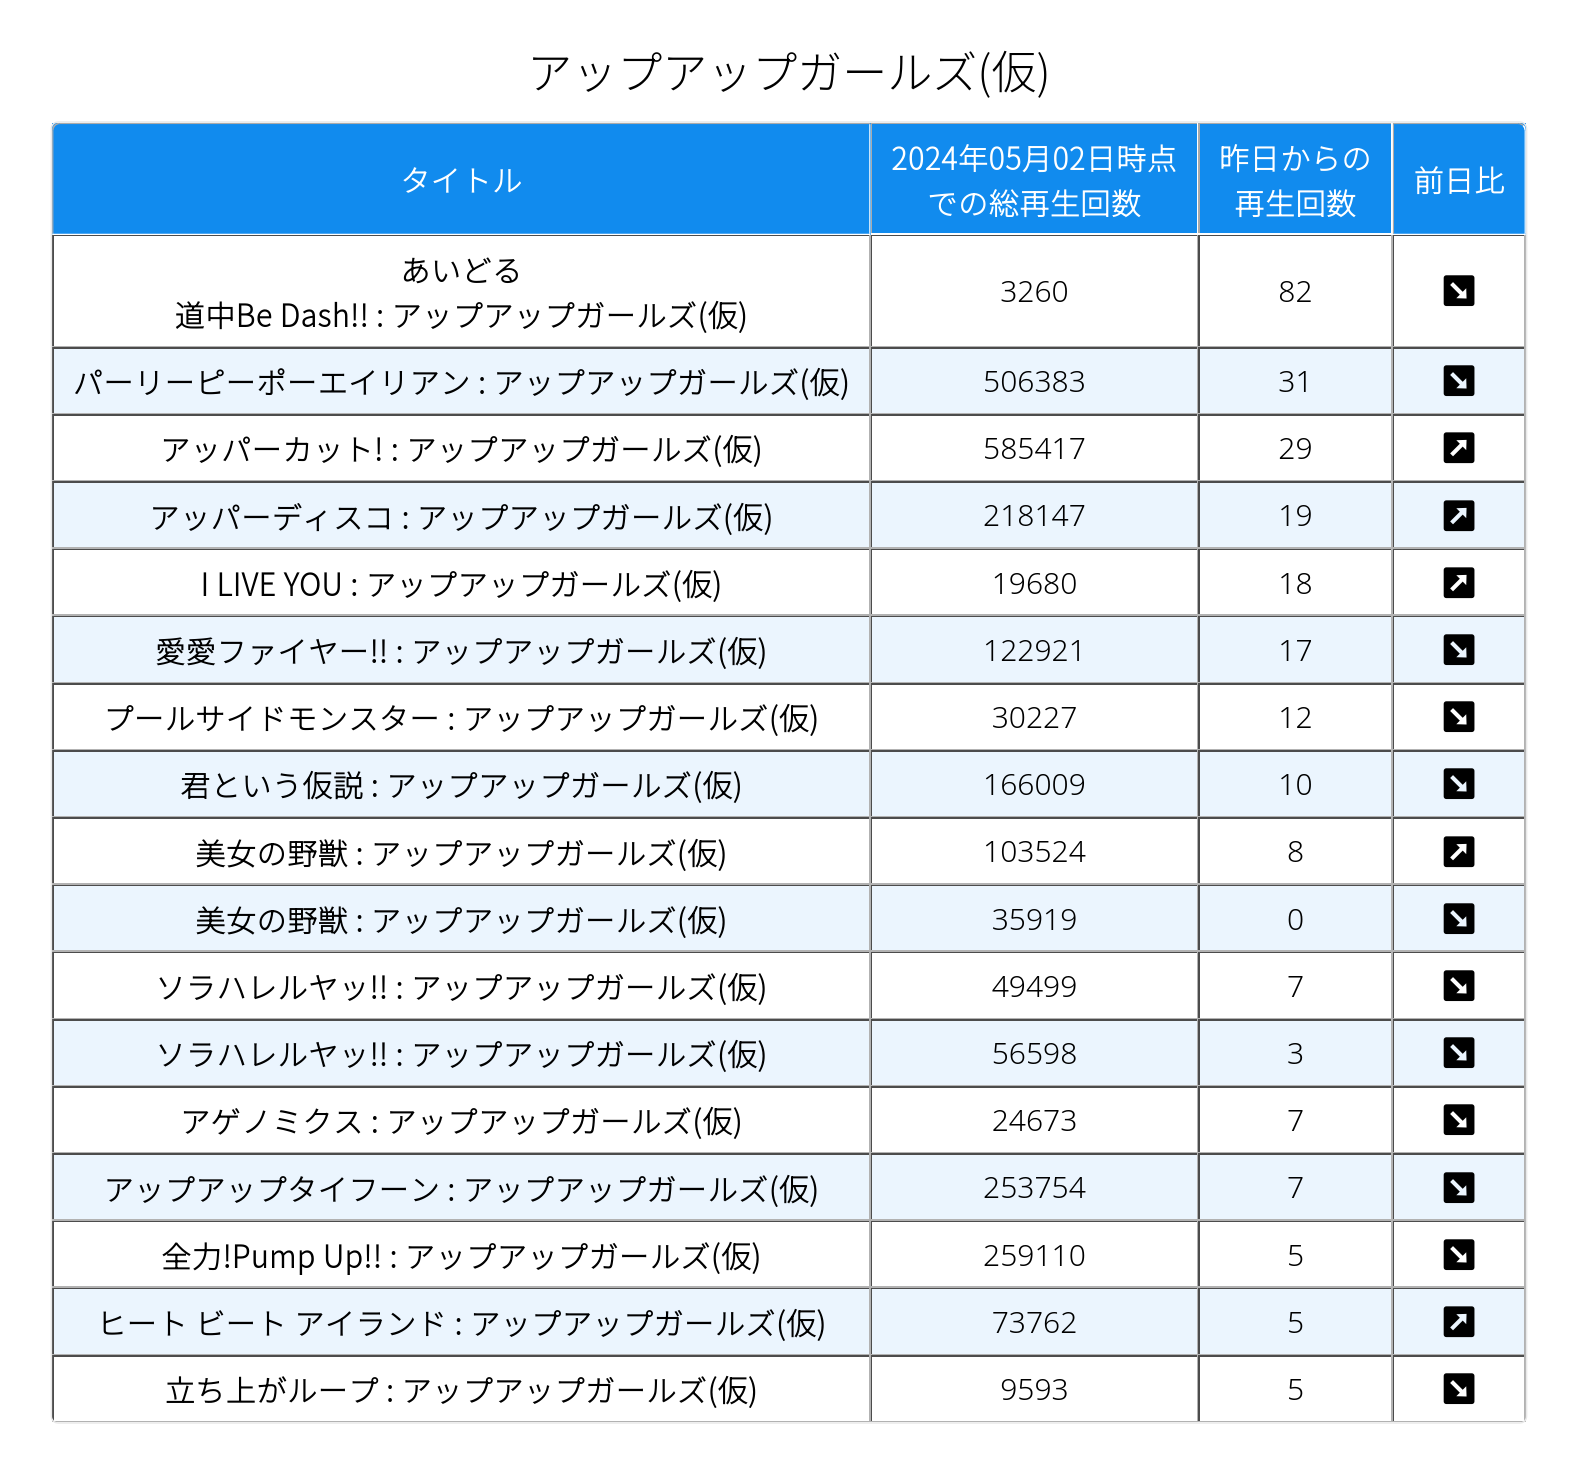 アップアップガールズ(仮)
タイトル
2024年05月02日時点
での総再生回数
昨日からの
再生回数
前日比
あいどる
道中Be Dash!! : アップアップガールズ(仮)
3260
82
パーリーピーポーエイリアン : アップアップガールズ(仮)
506383
31
アッパーカット! : アップアップガールズ(仮)
585417
29
アッパーディスコ : アップアップガールズ(仮)
218147
19
I LIVE YOU : アップアップガールズ(仮)
19680
18
愛愛ファイヤー!! : アップアップガールズ(仮)
122921
17
プールサイドモンスター : アップアップガールズ(仮)
30227
12
君という仮説 : アップアップガールズ(仮)
166009
10
美女の野獣 : アップアップガールズ(仮)
103524
8
美女の野獣 : アップアップガールズ(仮)
35919
0
ソラハレルヤッ!! : アップアップガールズ(仮)
49499
7
ソラハレルヤッ!! : アップアップガールズ(仮)
56598
3
アゲノミクス : アップアップガールズ(仮)
24673
7
アップアップタイフーン : アップアップガールズ(仮)
253754
7
全力!Pump Up!! : アップアップガールズ(仮)
259110
5
ヒート ビート アイランド : アップアップガールズ(仮)
73762
5
立ち上がループ : アップアップガールズ(仮)
9593
5